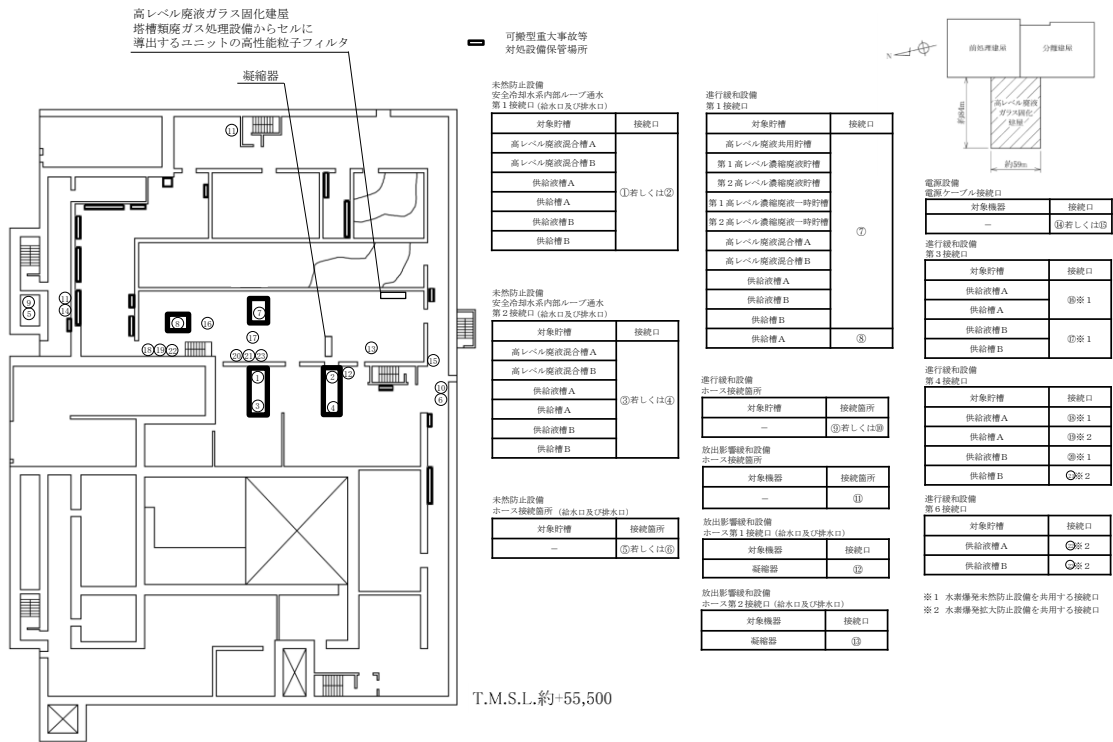 高レベル廃液ガラス固化建屋
塔槽類廃ガス処理設備からセルに
導出するユニットの高性能粒子フィルタ
凝縮器
可搬型重大事故等
対処設備保管場所
⑪
⑨
⑤
⑪
⑭
⑧
⑯
⑦
⑰
⑱⑲㉒
⑳㉑㉓
⑬
⑮
①
②
⑫
③
④
⑩
⑥
T.M.S.L.約+55,500
未然防止設備
安全冷却水系内部ループ通水
第1接続口(給水口及び排水口)
対象貯槽 接続口
高レベル廃液混合槽A
高レベル廃液混合槽B
供給液槽A
供給槽A
供給液槽B
供給槽B
①若しくは②
未然防止設備
安全冷却水系内部ループ通水
第2接続口(給水口及び排水口)
対象貯槽 接続口
高レベル廃液混合槽A
高レベル廃液混合槽B
供給液槽A
供給槽A
供給液槽B
供給槽B
③若しくは④
未然防止設備
ホース接続箇所 (給水口及び排水口)
対象貯槽 接続箇所
− ⑤若しくは⑥
進行緩和設備
第1接続口
対象貯槽 接続口
高レベル廃液共用貯槽
第1高レベル濃縮廃液貯槽
第2高レベル濃縮廃液貯槽
第1高レベル濃縮廃液一時貯槽
第2高レベル濃縮廃液一時貯槽
高レベル廃液混合槽A
高レベル廃液混合槽B
供給液槽A
供給液槽B
供給槽B
⑦
供給槽A ⑧
進行緩和設備
ホース接続箇所
対象貯槽 接続箇所
− ⑨若しくは⑩
放出影響緩和設備
ホース接続箇所
対象機器 接続箇所
− ⑪
放出影響緩和設備
ホース第1接続口(給水口及び排水口)
対象機器 接続口
凝縮器 ⑫
放出影響緩和設備
ホース第2接続口(給水口及び排水口)
対象機器 接続口
凝縮器 ⑬
N
前処理建屋
分離建屋
高レベル廃液
ガラス固化
建屋
約84m
約59m
電源設備
電源ケーブル接続口
対象機器 接続口
− ⑭若しくは⑮
進行緩和設備
第3接続口
対象貯槽 接続口
供給液槽A
供給槽A
⑯※1
供給液槽B
供給槽B
⑰※1
進行緩和設備
第4接続口
対象貯槽 接続口
供給液槽A ⑱※1
供給槽A ⑲※2
供給液槽B ⑳※1
供給槽B ㉑※2
進行緩和設備
第6接続口
対象貯槽 接続口
供給液槽A ㉒※2
供給液槽B ㉓※2
※1 水素爆発未然防止設備を共用する接続口
※2 水素爆発拡大防止設備を共用する接続口